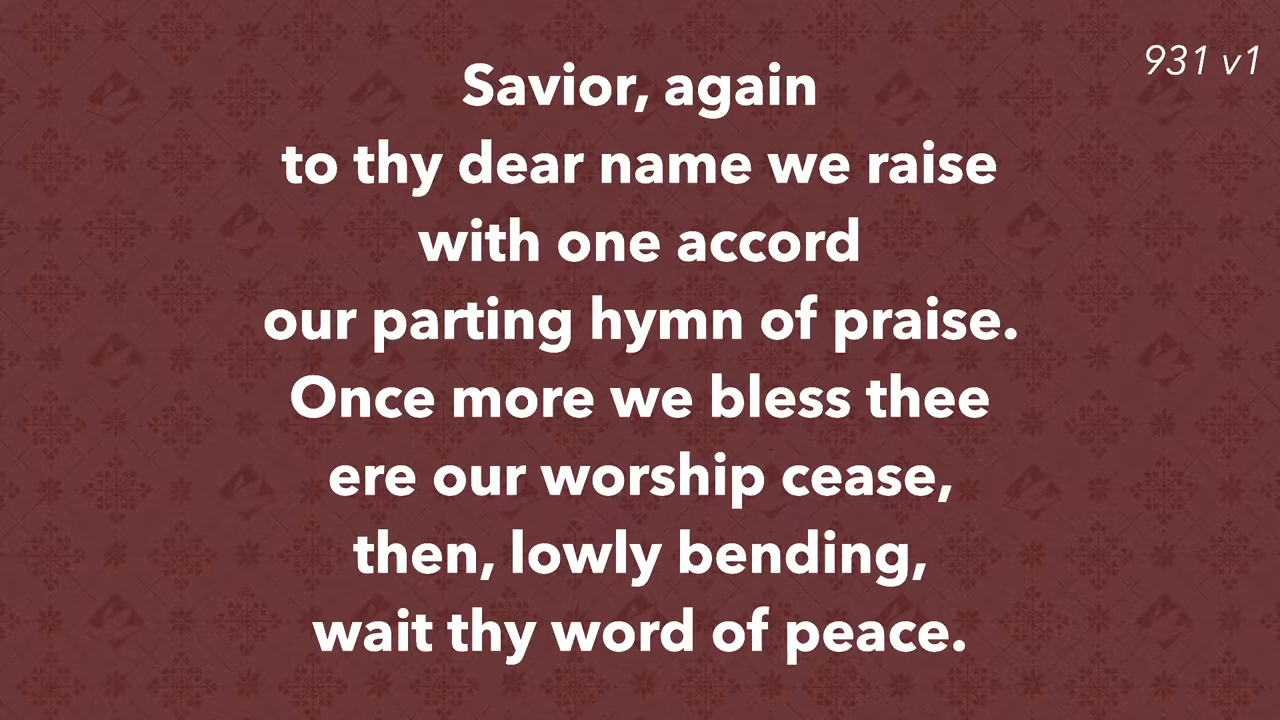 931 v1
Savior, again
to thy dear name we raise
with one accord
our parting hymn of praise.
Once more we bless thee
ere our worship cease,
then, lowly bending,
wait thy word of peace.